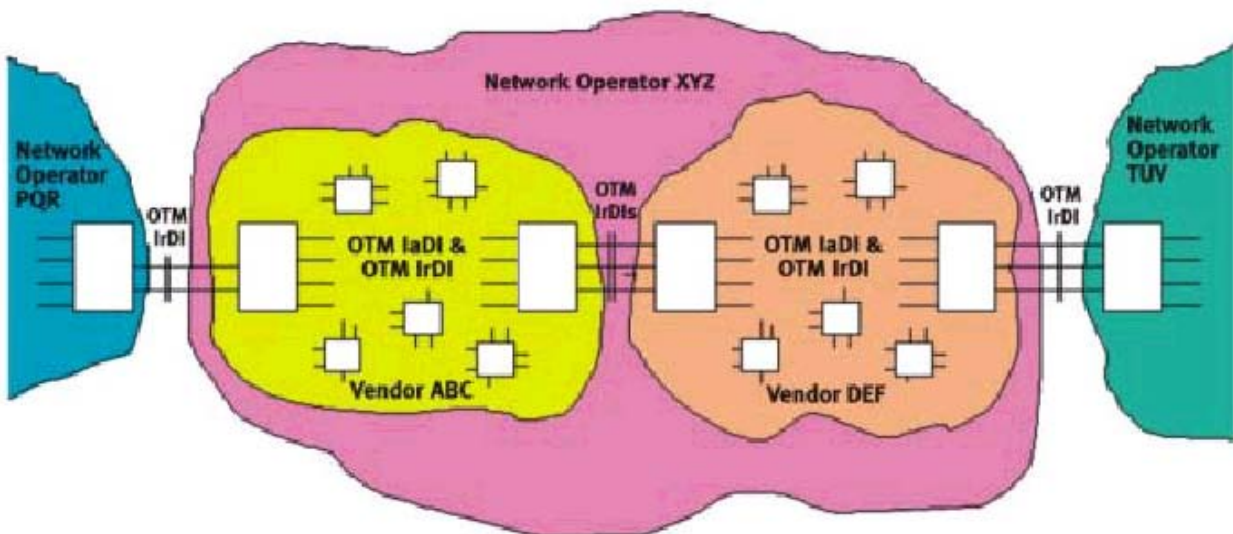 Network Operator XYZ
Network
Operator
PQR
OTM
IrDI
OTM IaDI &
OTM IrDI
Vendor ABC
OTM
IrDIs
OTM IaDI &
OTM IrDI
Vendor DEF
OTM
IrDI
Network
Operator
TUV